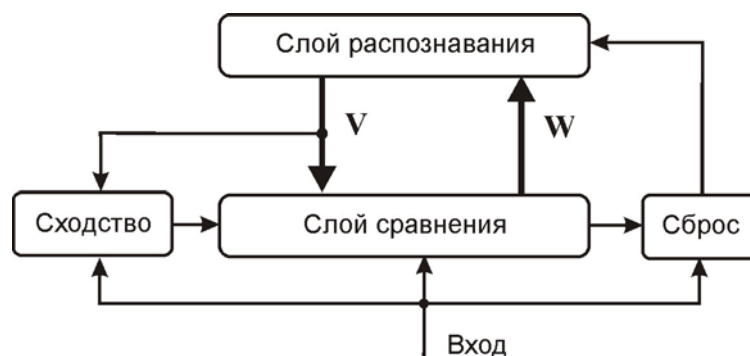 Слой распознавания
V
W
Сходство
Слой сравнения
Сброс
Вход